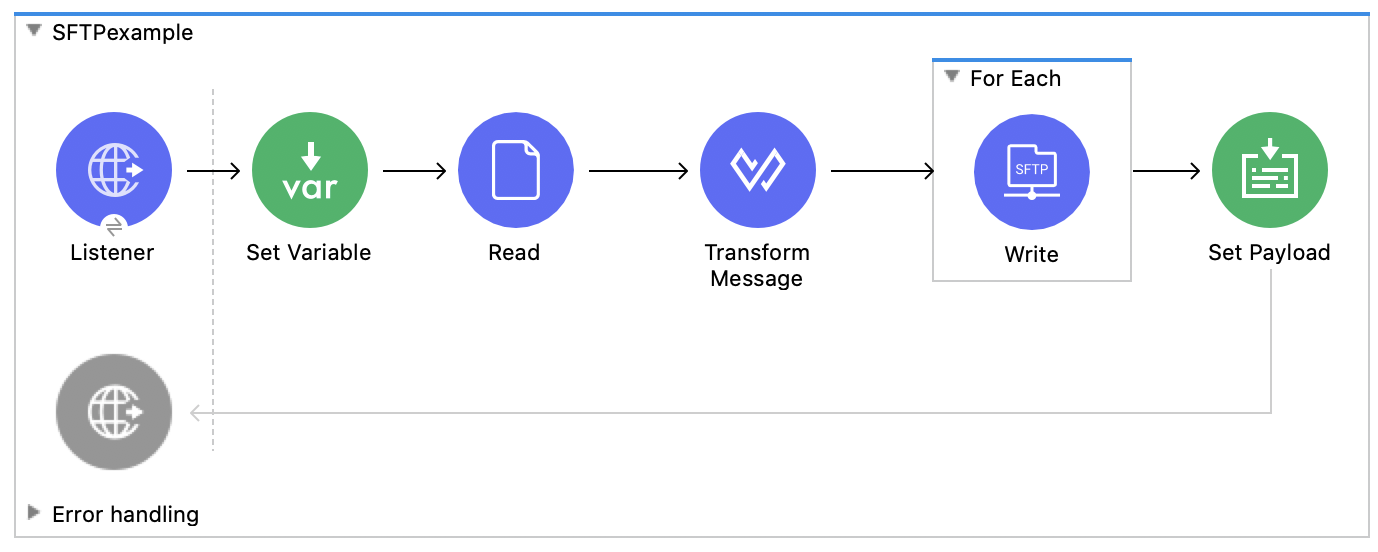 SFTPexample
For Each
var
SFTP
Listener
Set Variable
Read
Transform
Message
Write
Set Payload
Error handling